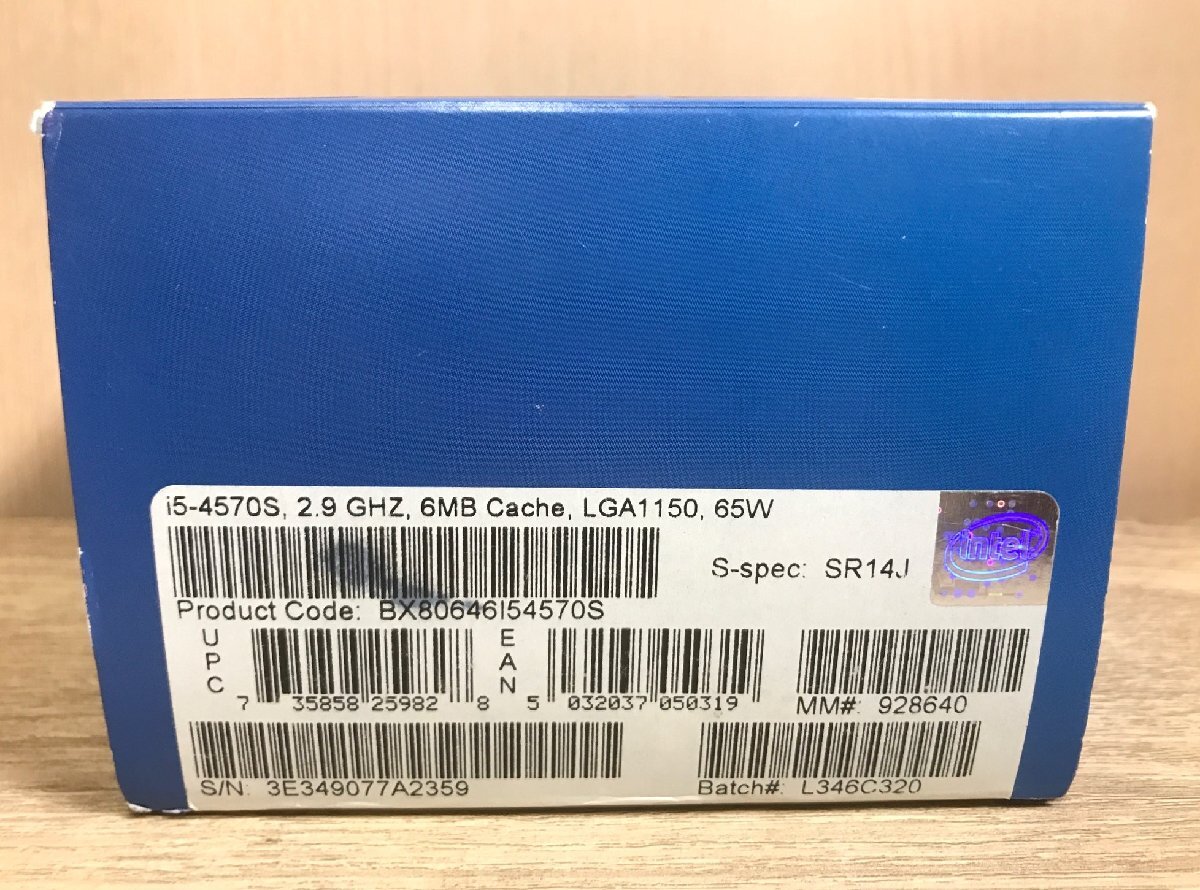 i5-4570S, 2.9 GHZ, 6MB Cache, LGA1150, 65W
intel
S-spec: SR14J
Product Code: BX80646I54570S
UPC
7 35858 25982 8
EAN
5 032037 050319
MM#: 928640
S/N: 3E349077A2359
Batch#: L346C320